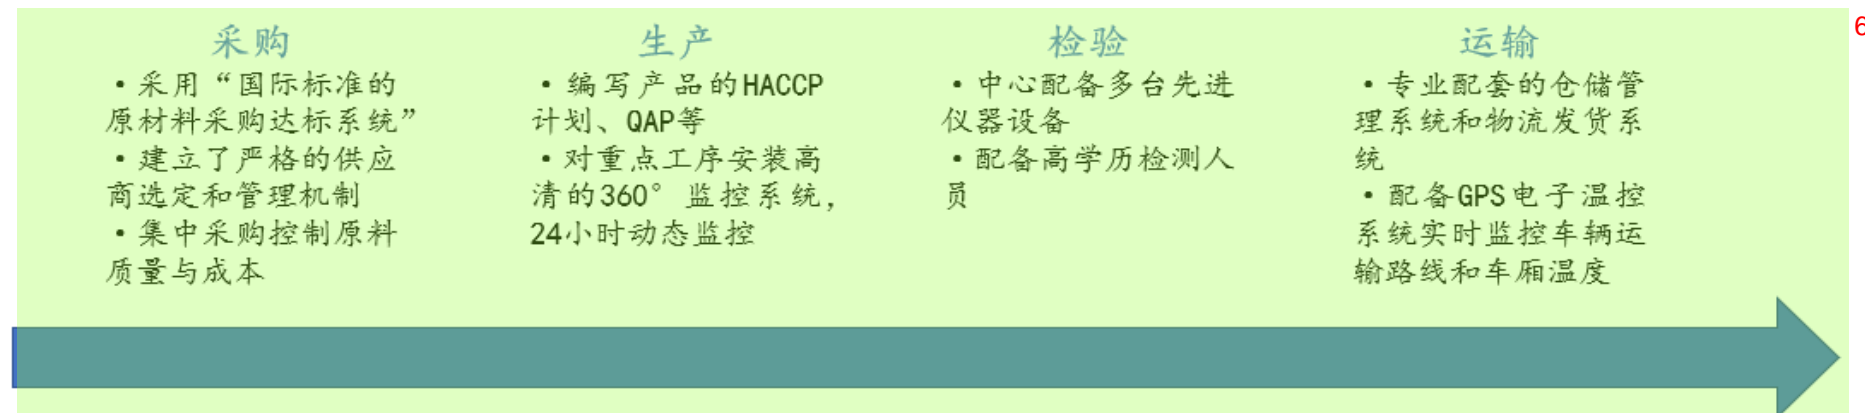 采购
•采用“国际标准的
原材料采购达标系统”
•建立了严格的供应
商选定和管理机制
•集中采购控制原料
质量与成本
生产
•编写产品的HACCP
计划、QAP等
•对重点工序安装高
清的360° 监控系统，
24小时动态监控
检验
•中心配备多台先进
仪器设备
•配备高学历检测人
员
运输
•专业配套的仓储管
理系统和物流发货系
统
•配备GPS电子温控
系统实时监控车辆运
输路线和车厢温度
6